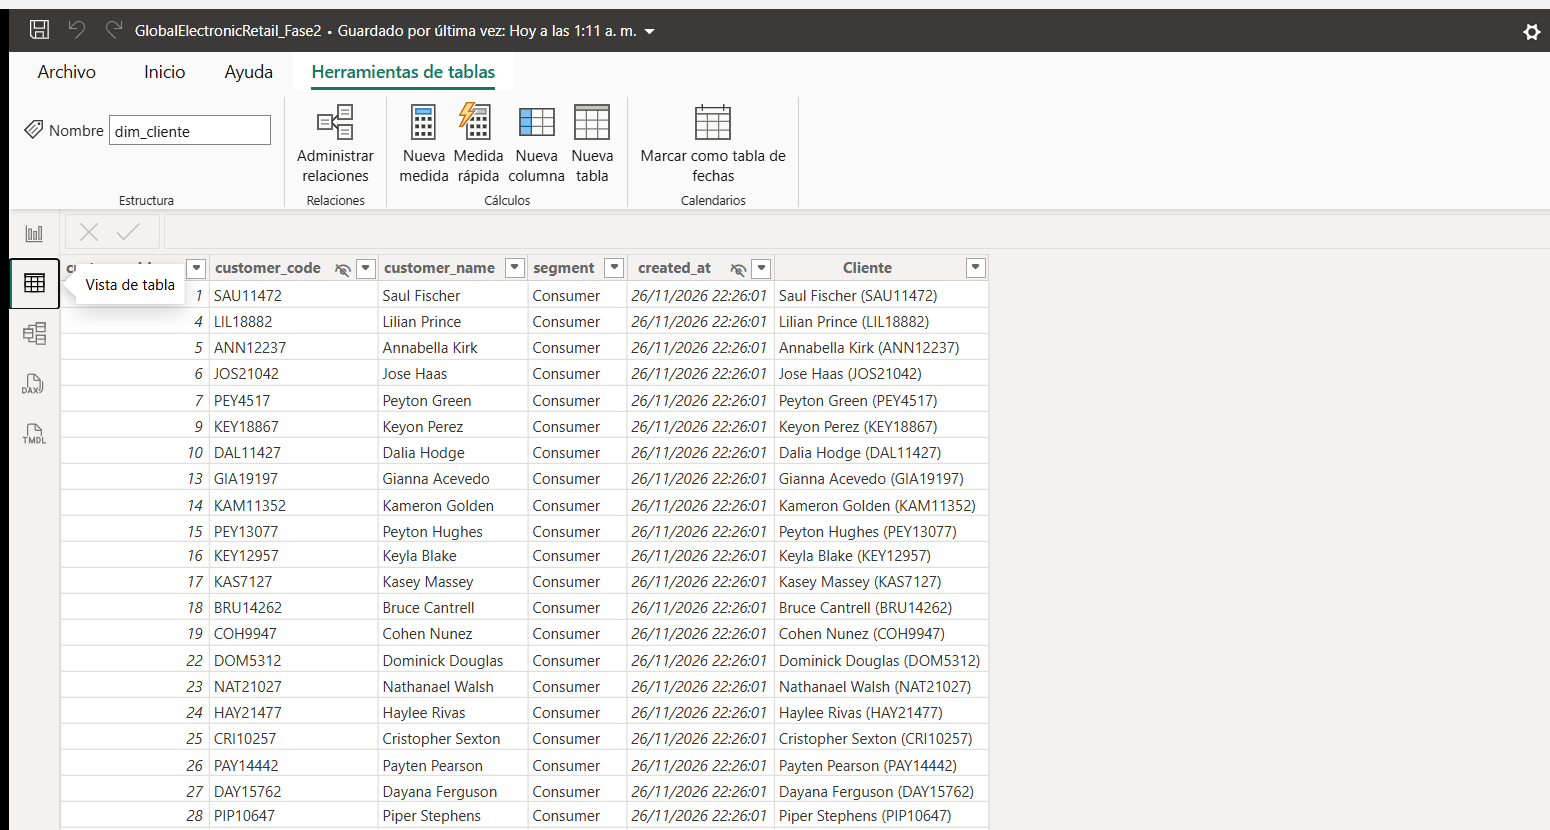 GlobalElectronicRetail_Fase2 • Guardado por última vez: Hoy a las 1:11 a. m.
Archivo Inicio Ayuda Herramientas de tablas
Nombre dim_cliente
Administrar relaciones
Nueva medida
Medida rápida
Nueva columna
Nueva tabla
Marcar como tabla de fechas
Estructura Relaciones Cálculos Calendarios
customer_code customer_name segment created_at Cliente
Vista de tabla
1 SAU11472 Saul Fischer Consumer 26/11/2026 22:26:01 Saul Fischer (SAU11472)
4 LIL18882 Lilian Prince Consumer 26/11/2026 22:26:01 Lilian Prince (LIL18882)
5 ANN12237 Annabella Kirk Consumer 26/11/2026 22:26:01 Annabella Kirk (ANN12237)
6 JOS21042 Jose Haas Consumer 26/11/2026 22:26:01 Jose Haas (JOS21042)
7 PEY4517 Peyton Green Consumer 26/11/2026 22:26:01 Peyton Green (PEY4517)
9 KEY18867 Keyon Perez Consumer 26/11/2026 22:26:01 Keyon Perez (KEY18867)
10 DAL11427 Dalia Hodge Consumer 26/11/2026 22:26:01 Dalia Hodge (DAL11427)
13 GIA19197 Gianna Acevedo Consumer 26/11/2026 22:26:01 Gianna Acevedo (GIA19197)
14 KAM11352 Kameron Golden Consumer 26/11/2026 22:26:01 Kameron Golden (KAM11352)
15 PEY13077 Peyton Hughes Consumer 26/11/2026 22:26:01 Peyton Hughes (PEY13077)
16 KEY12957 Keyla Blake Consumer 26/11/2026 22:26:01 Keyla Blake (KEY12957)
17 KAS7127 Kasey Massey Consumer 26/11/2026 22:26:01 Kasey Massey (KAS7127)
18 BRU14262 Bruce Cantrell Consumer 26/11/2026 22:26:01 Bruce Cantrell (BRU14262)
19 COH9947 Cohen Nunez Consumer 26/11/2026 22:26:01 Cohen Nunez (COH9947)
22 DOM5312 Dominick Douglas Consumer 26/11/2026 22:26:01 Dominick Douglas (DOM5312)
23 NAT21027 Nathanael Walsh Consumer 26/11/2026 22:26:01 Nathanael Walsh (NAT21027)
24 HAY21477 Haylee Rivas Consumer 26/11/2026 22:26:01 Haylee Rivas (HAY21477)
25 CRI10257 Cristopher Sexton Consumer 26/11/2026 22:26:01 Cristopher Sexton (CRI10257)
26 PAY14442 Payten Pearson Consumer 26/11/2026 22:26:01 Payten Pearson (PAY14442)
27 DAY15762 Dayana Ferguson Consumer 26/11/2026 22:26:01 Dayana Ferguson (DAY15762)
28 PIP10647 Piper Stephens Consumer 26/11/2026 22:26:01 Piper Stephens (PIP10647)
DAX
TMDL